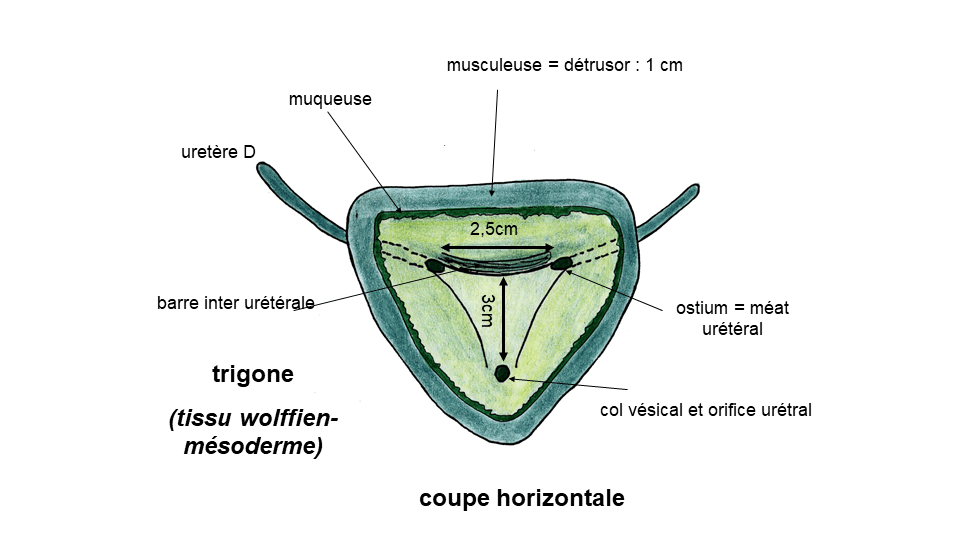 musculeuse = détrusor : 1 cm
muqueuse
uretère D
2,5cm
3cm
barre inter urétérale
ostium = méat
urétéral
trigone
(tissu wolffien-
mésoderme)
col vésical et orifice urétral
coupe horizontale